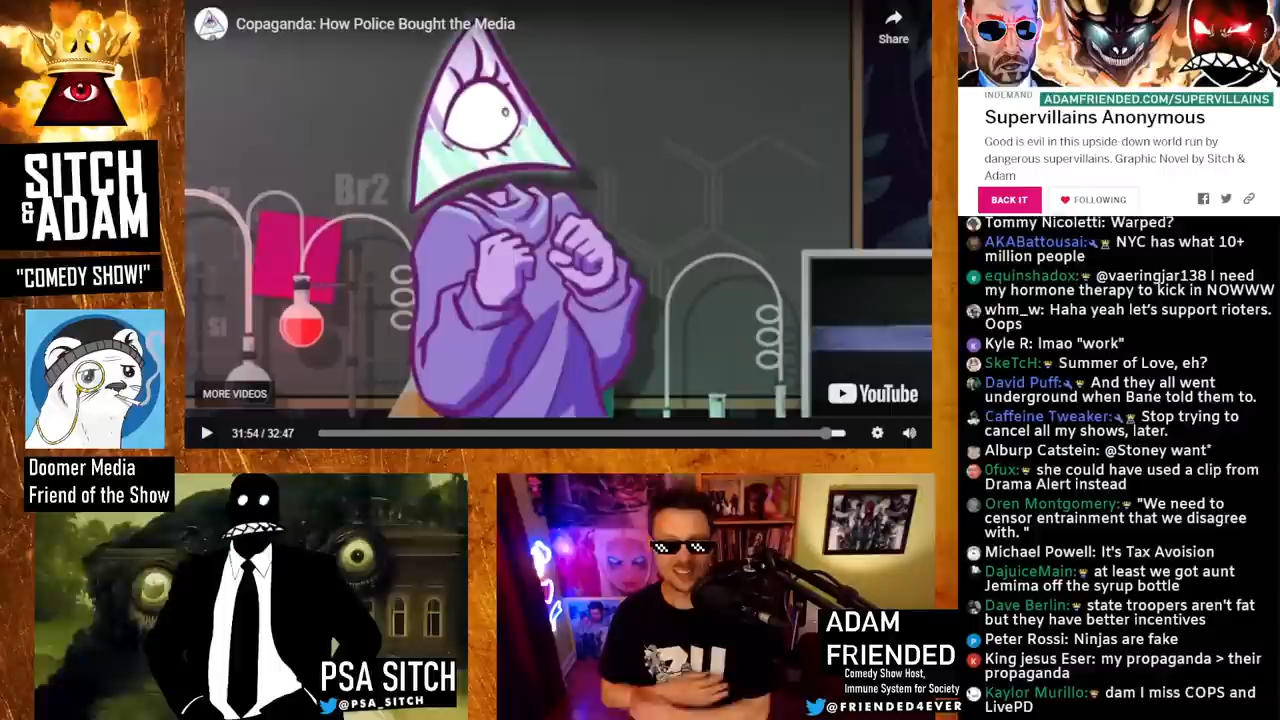 Copaganda: How Police Bought the Media
Share
Br2
MORE VIDEOS
YouTube
31:54 / 32:47
SITCH
& ADAM
"COMEDY SHOW!"
Doomer Media
Friend of the Show
PSA SITCH
@PSA_SITCH
ADAM
FRIENDED
Comedy Show Host,
Immune System for Society
@FRIENDED4EVER
INDEMAND
ADAMFRIENDED.COM/SUPERVILLAINS
Supervillains Anonymous
Good is evil in this upside-down world run by
dangerous supervillains. Graphic Novel by Sitch &
Adam
BACK IT
FOLLOWING
Tommy Nicoletti: Warped?
AKABattousai: NYC has what 10+
million people
equinshadox: @vaeringjar138 I need
my hormone therapy to kick in NOWWW
whm_w: Haha yeah let's support rioters.
Oops
Kyle R: lmao "work"
SkeTcH: Summer of Love, eh?
David Puff: And they all went
underground when Bane told them to.
Caffeine Tweaker: Stop trying to
cancel all my shows, later.
Alburp Catstein: @Stoney want*
0fux: she could have used a clip from
Drama Alert instead
Oren Montgomery: "We need to
censor entrainment that we disagree
with. "
Michael Powell: It's Tax Avoision
DajuiceMain: at least we got aunt
Jemima off the syrup bottle
Dave Berlin: state troopers aren't fat
but they have better incentives
Peter Rossi: Ninjas are fake
King jesus Eser: my propaganda > their
propaganda
Kaylor Murillo: dam I miss COPS and
LivePD